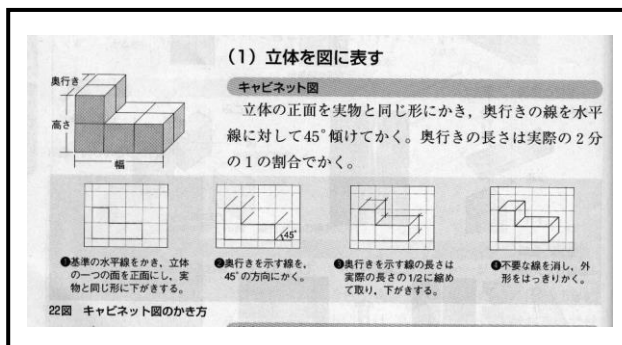 (1) 立体を図に表す
キャビネット図
立体の正面を実物と同じ形にかき，奥行きの線を水平
線に対して45°傾けてかく。奥行きの長さは実際の2分
の1の割合でかく。
奥行き
高さ
幅
45°
❶基準の水平線をかき，立体
の一つの面を正面にし，実
物と同じ形に下がきする。
❷奥行きを示す線を，
45°の方向にかく。
❸奥行きを示す線の長さは
実際の長さの1/2に縮め
て取り，下がきする。
❹不要な線を消し，外
形をはっきりかく。
22図 キャビネット図のかき方